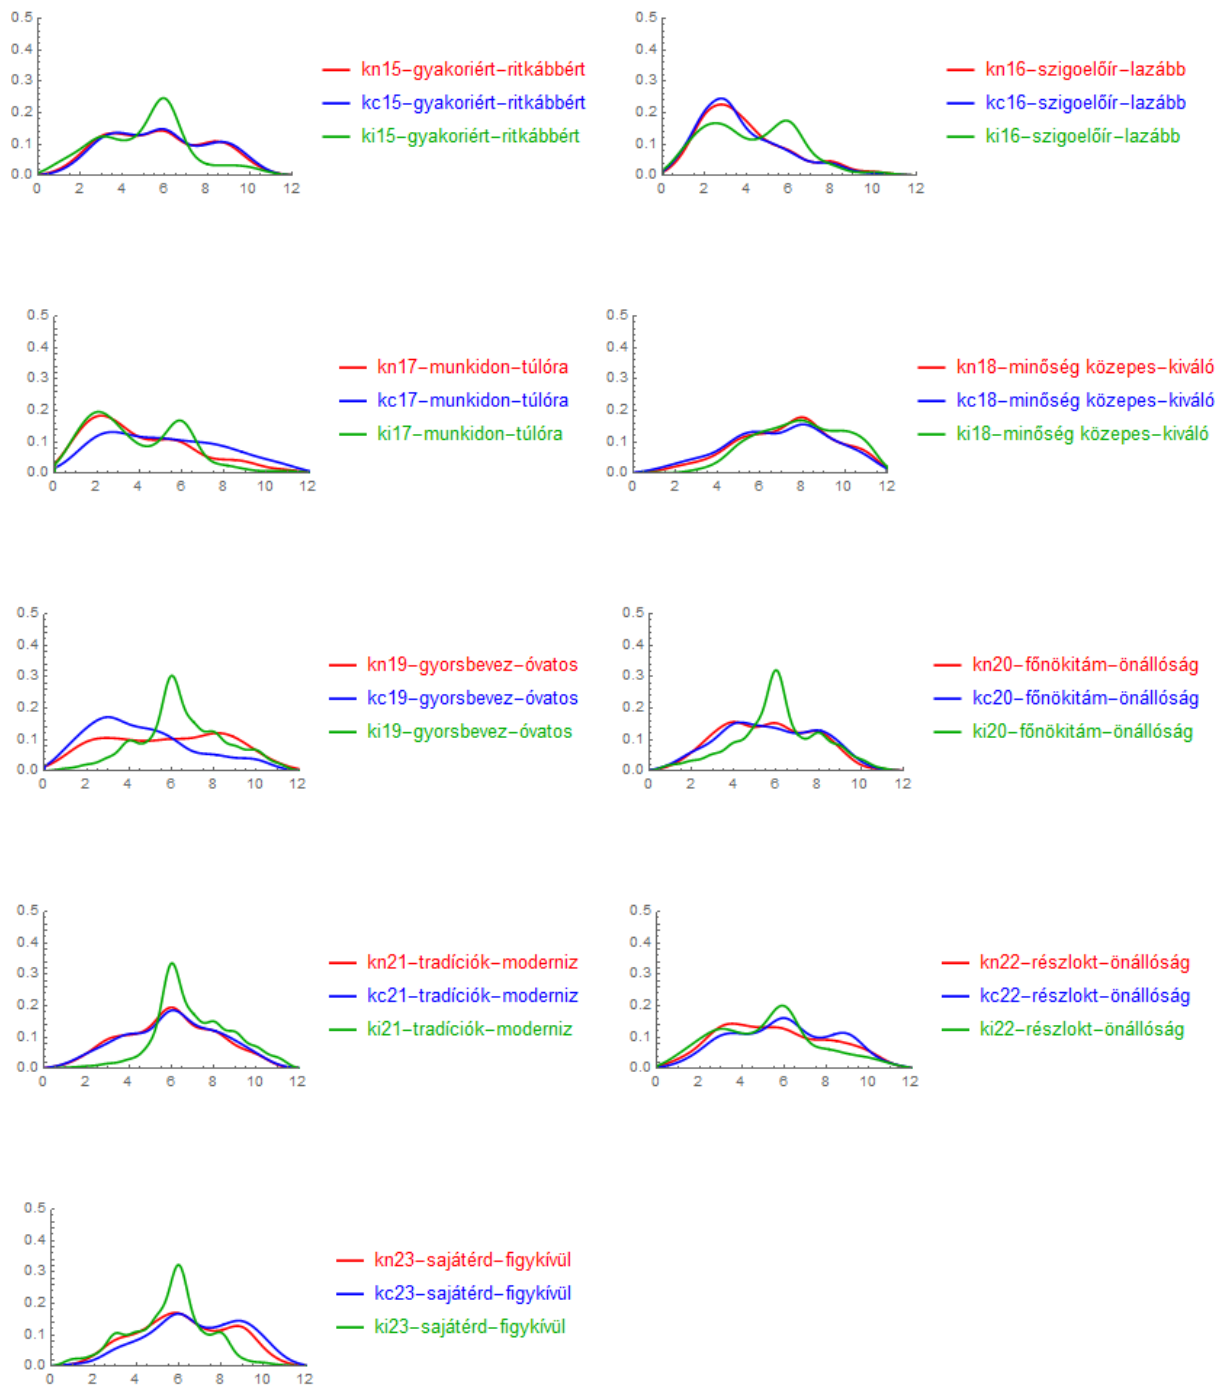 0.5
0.4
0.3
0.2
0.1
0.0
0 2 4 6 8 10 12
kn15−gyakoriért−ritkábbért
kc15−gyakoriért−ritkábbért
ki15−gyakoriért−ritkábbért
0.5
0.4
0.3
0.2
0.1
0.0
0 2 4 6 8 10 12
kn16−szigoelőír−lazább
kc16−szigoelőír−lazább
ki16−szigoelőír−lazább
0.5
0.4
0.3
0.2
0.1
0.0
0 2 4 6 8 10 12
kn17−munkidon−túlóra
kc17−munkidon−túlóra
ki17−munkidon−túlóra
0.5
0.4
0.3
0.2
0.1
0.0
0 2 4 6 8 10 12
kn18−minőség közepes−kiváló
kc18−minőség közepes−kiváló
ki18−minőség közepes−kiváló
0.5
0.4
0.3
0.2
0.1
0.0
0 2 4 6 8 10 12
kn19−gyorsbevez−óvatos
kc19−gyorsbevez−óvatos
ki19−gyorsbevez−óvatos
0.5
0.4
0.3
0.2
0.1
0.0
0 2 4 6 8 10 12
kn20−főnökitám−önállóság
kc20−főnökitám−önállóság
ki20−főnökitám−önállóság
0.5
0.4
0.3
0.2
0.1
0.0
0 2 4 6 8 10 12
kn21−tradíciók−moderniz
kc21−tradíciók−moderniz
ki21−tradíciók−moderniz
0.5
0.4
0.3
0.2
0.1
0.0
0 2 4 6 8 10 12
kn22−részlokt−önállóság
kc22−részlokt−önállóság
ki22−részlokt−önállóság
0.5
0.4
0.3
0.2
0.1
0.0
0 2 4 6 8 10 12
kn23−sajátérd−figykívül
kc23−sajátérd−figykívül
ki23−sajátérd−figykívül